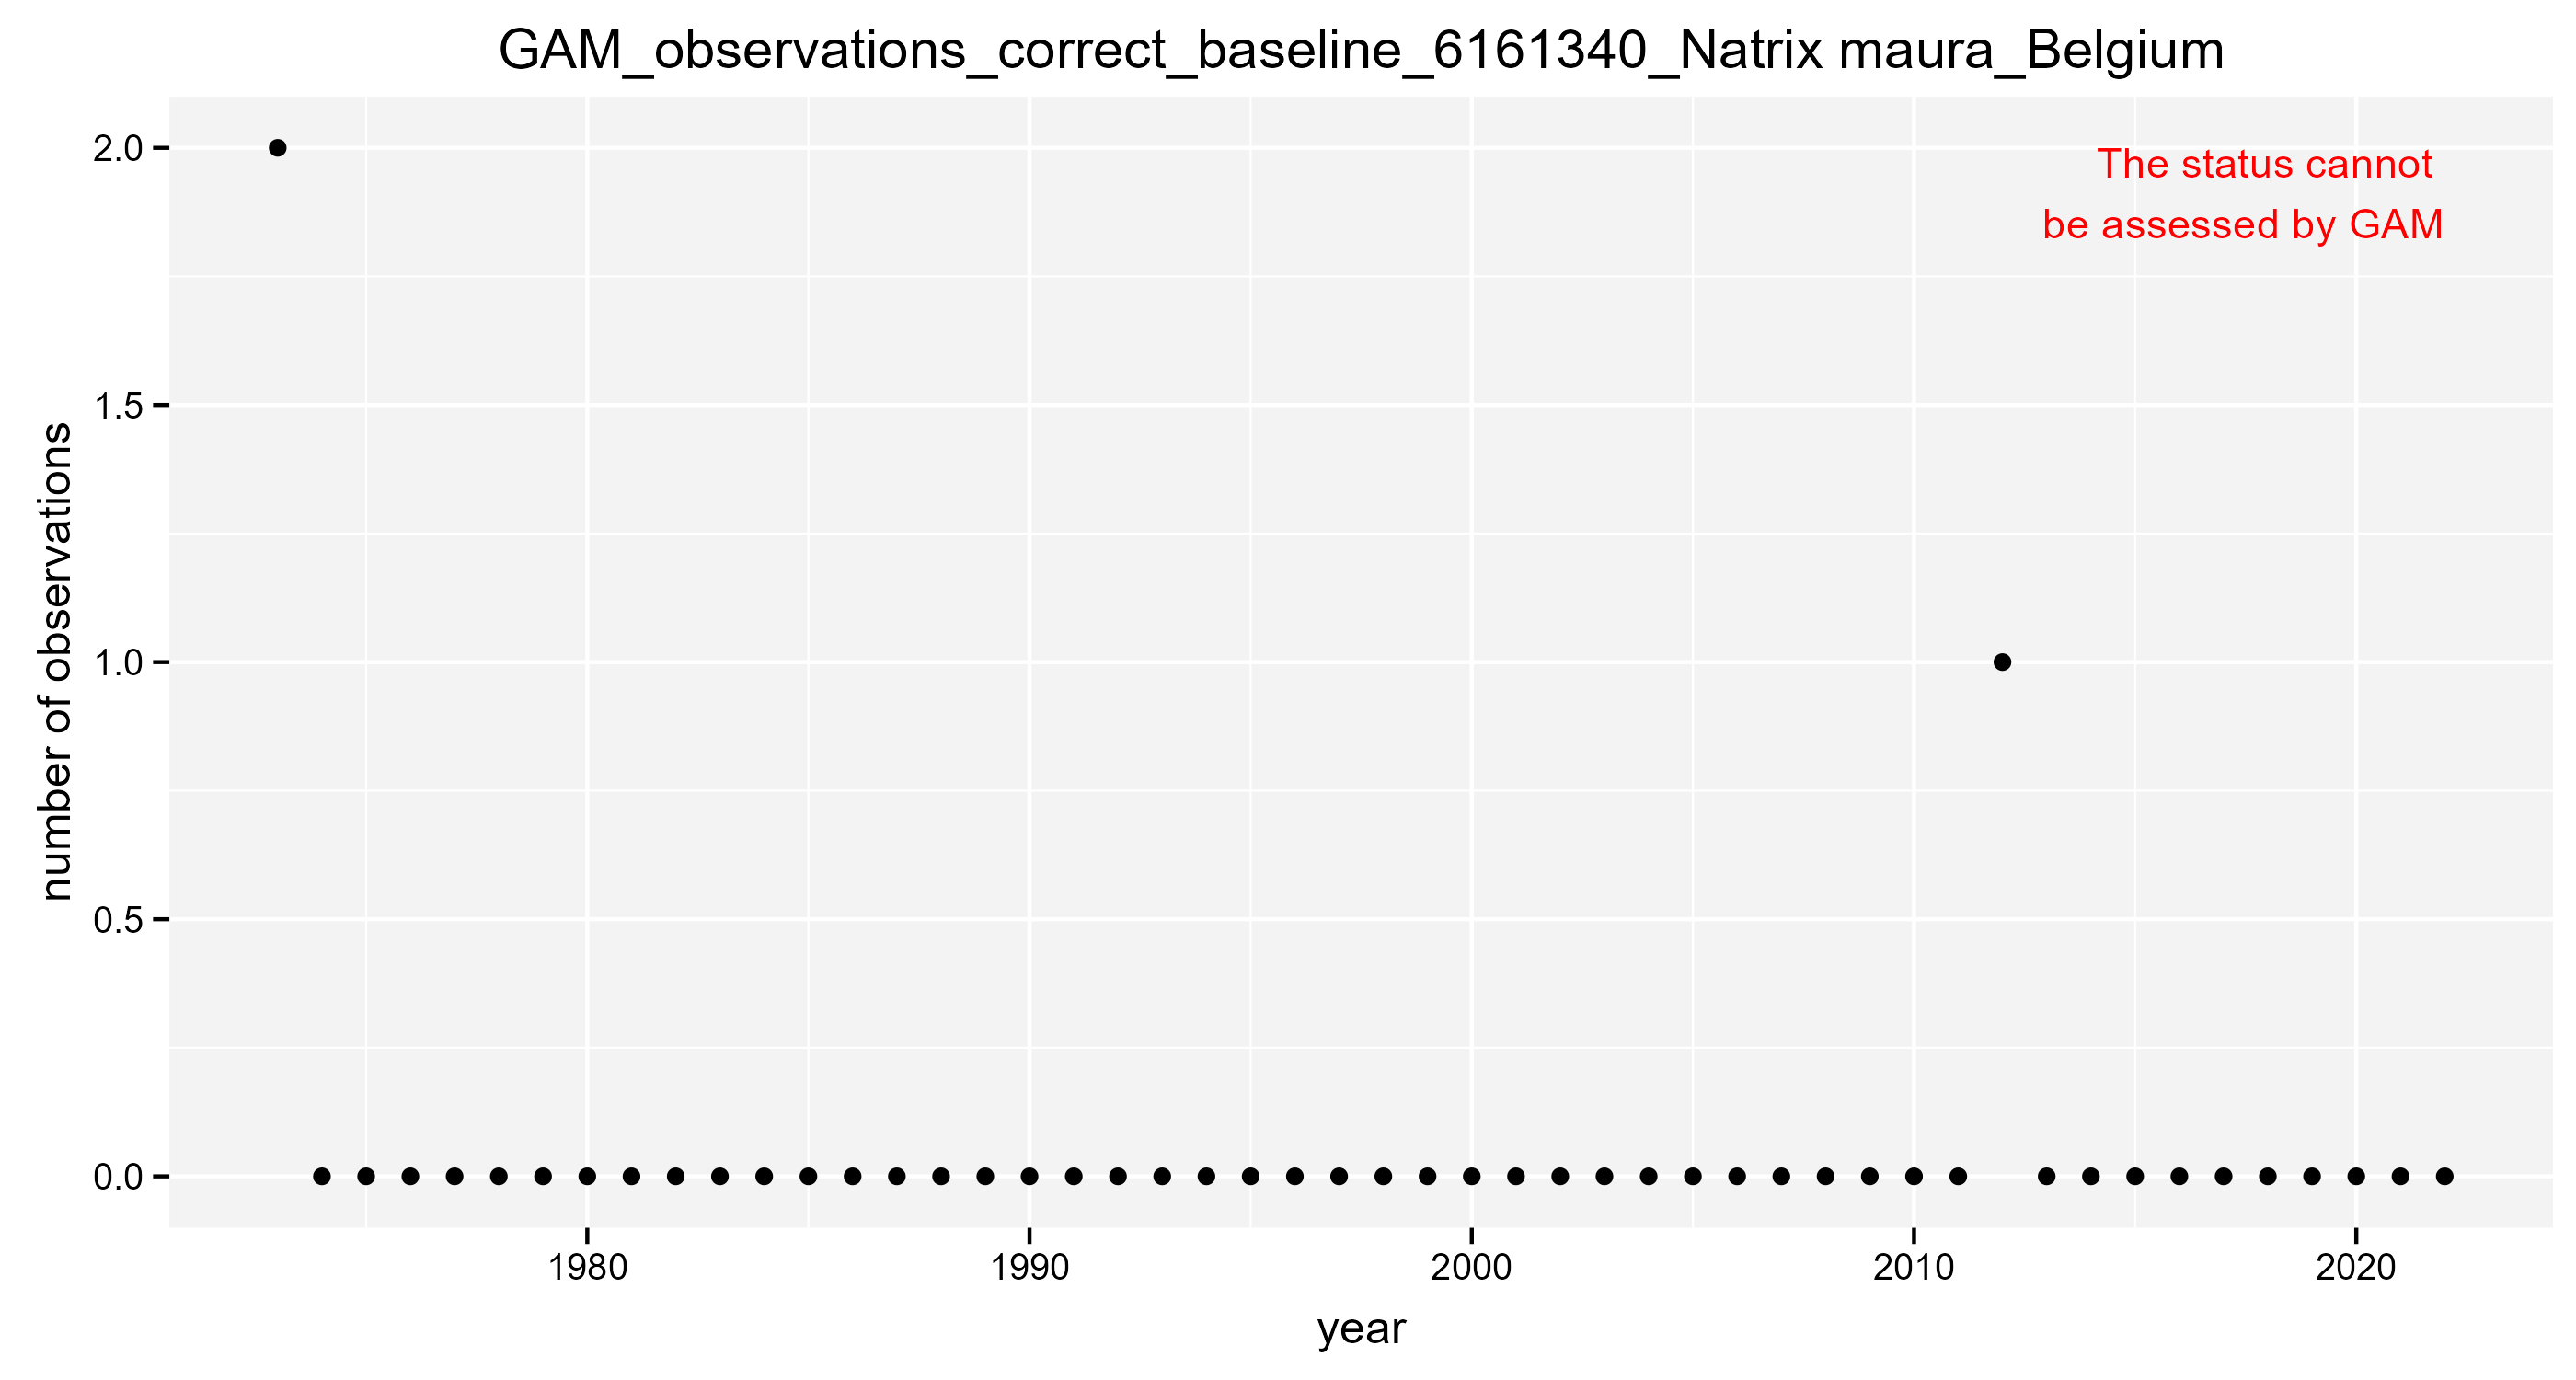 GAM_observations_correct_baseline_6161340_Natrix maura_Belgium
2.0
The status cannot
be assessed by GAM
1.5
number of observations
1.0
0.5
0.0
1980
1990
2000
2010
2020
year